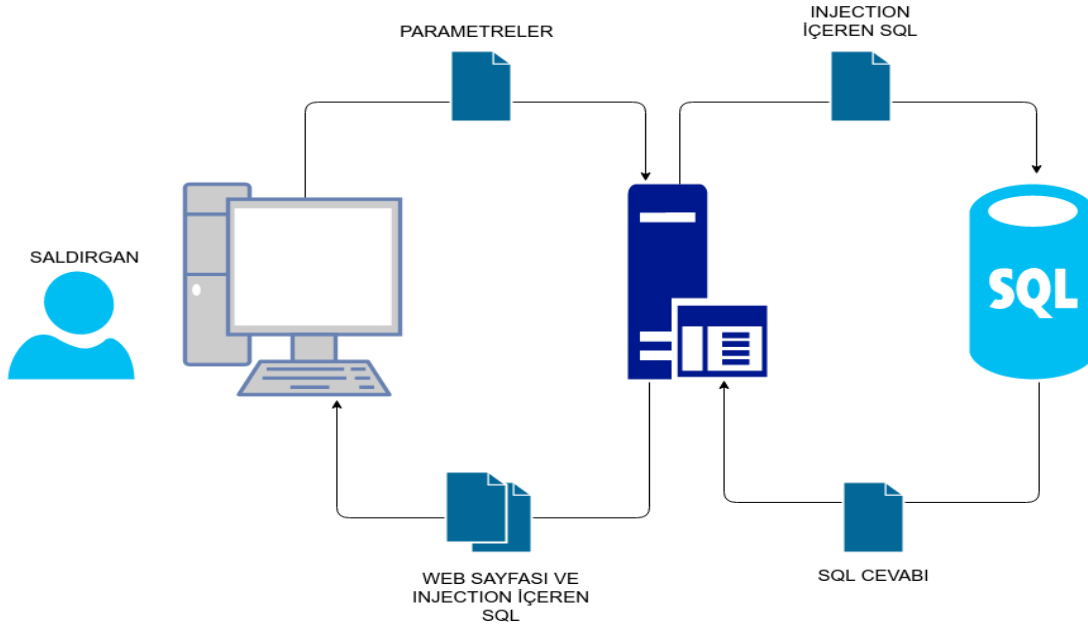 PARAMETRELER
INJECTION
İÇEREN SQL
SALDIRGAN
SQL
WEB SAYFASI VE
INJECTION İÇEREN
SQL
SQL CEVABI